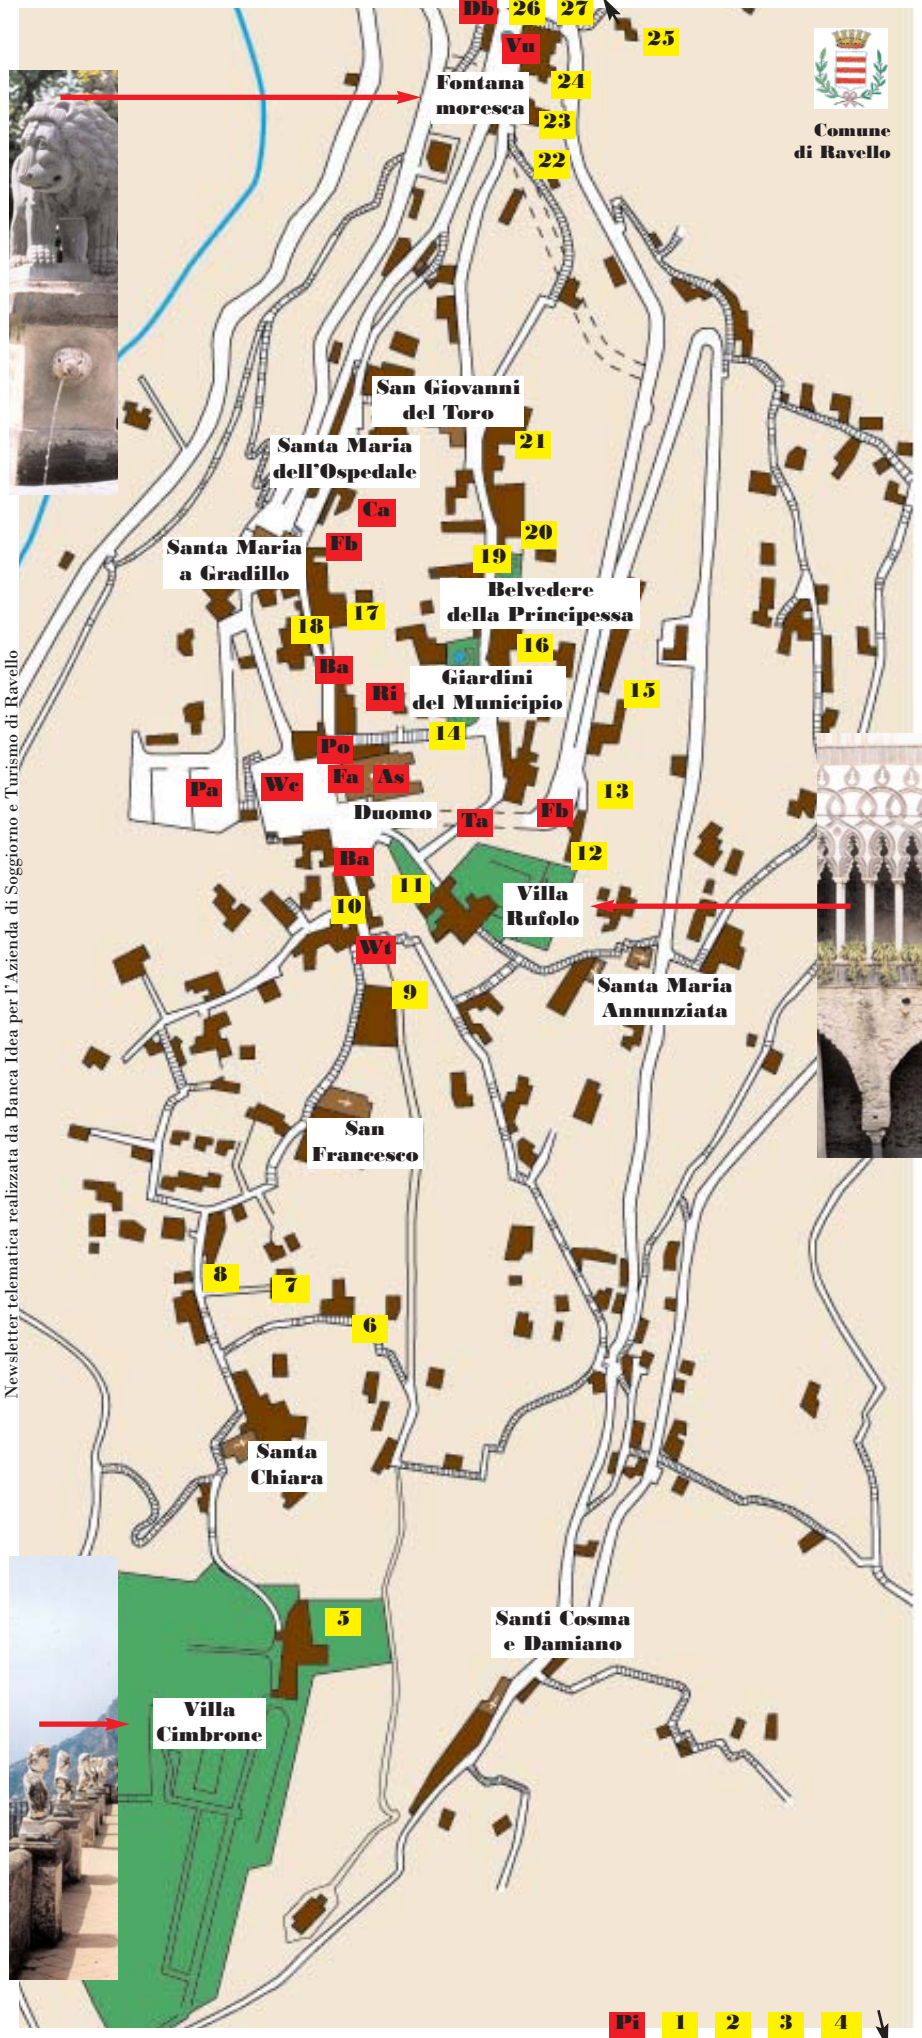 Db 26 27
Vu
25
Fontana
moresca
24
Comune
di Ravello
23
22
San Giovanni
del Toro
21
Santa Maria
dell'Ospedale
Ca
20
Santa Maria
a Gradillo
Fb
19
Belvedere
della Principessa
17
18
16
Ba
Ri
Giardini
del Municipio
15
14
Po
Pa
Wc
Fa
As
13
Duomo
Ta
Fb
12
Ba
11
Villa
Rufolo
10
Wt
9
Santa Maria
Annunziata
San
Francesco
8
7
6
Santa
Chiara
5
Santi Cosma
e Damiano
Villa
Cimbrone
Pi 1 2 3 4
Newsletter telematica realizzata da Banca Idea per l'Azienda di Soggiorno e Turismo di Ravello